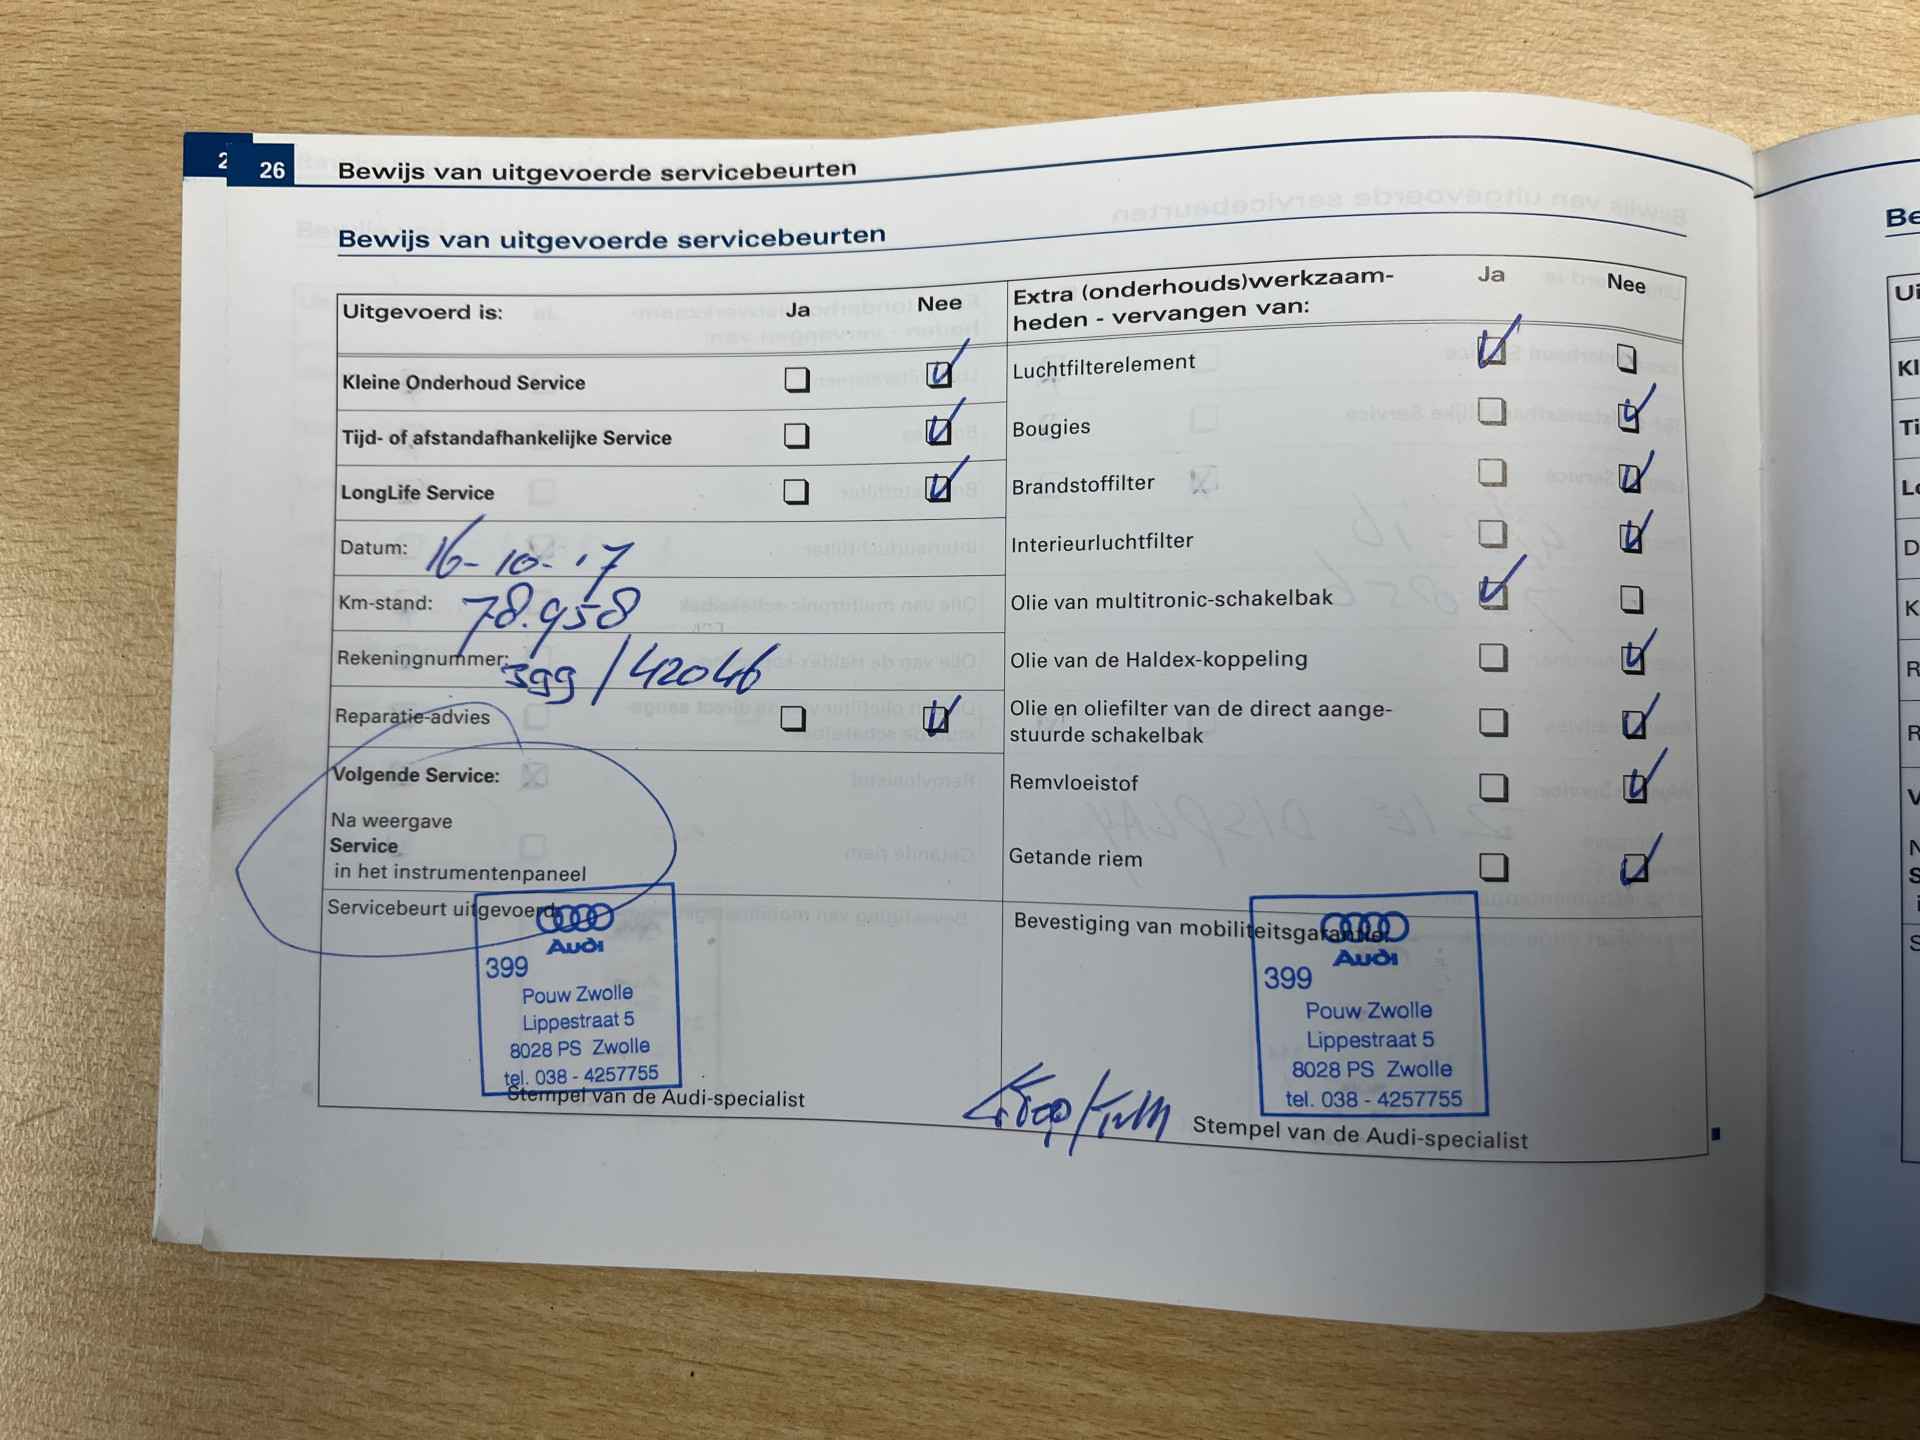 2
26
Bewijs van uitgevoerde servicebeurten
Bewijs van uitgevoerde servicebeurten
Uitgevoerd is:
Ja
Nee
Kleine Onderhoud Service
Tijd- of afstandafhankelijke Service
LongLife Service
Datum: 16-10-'17
Km-stand: 78.958
Rekeningnummer: 399/42046
Reparatie-advies
Volgende Service:
Na weergave
Service
in het instrumentenpaneel
Servicebeurt uitgevoerd
Audi
399
Pouw Zwolle
Lippestraat 5
8028 PS Zwolle
tel. 038 - 4257755
Stempel van de Audi-specialist
Extra (onderhouds)werkzaam-
heden - vervangen van:
Ja
Nee
Luchtfilterelement
Bougies
Brandstoffilter
Interieurluchtfilter
Olie van multitronic-schakelbak
Olie van de Haldex-koppeling
Olie en oliefilter van de direct aange-
stuurde schakelbak
Remvloeistof
Getande riem
Bevestiging van mobiliteitsgarantie:
Audi
399
Pouw Zwolle
Lippestraat 5
8028 PS Zwolle
tel. 038 - 4257755
Stempel van de Audi-specialist
Be
Ui
Kl
Ti
Lo
D
K
R
R
V
N
S
i
S